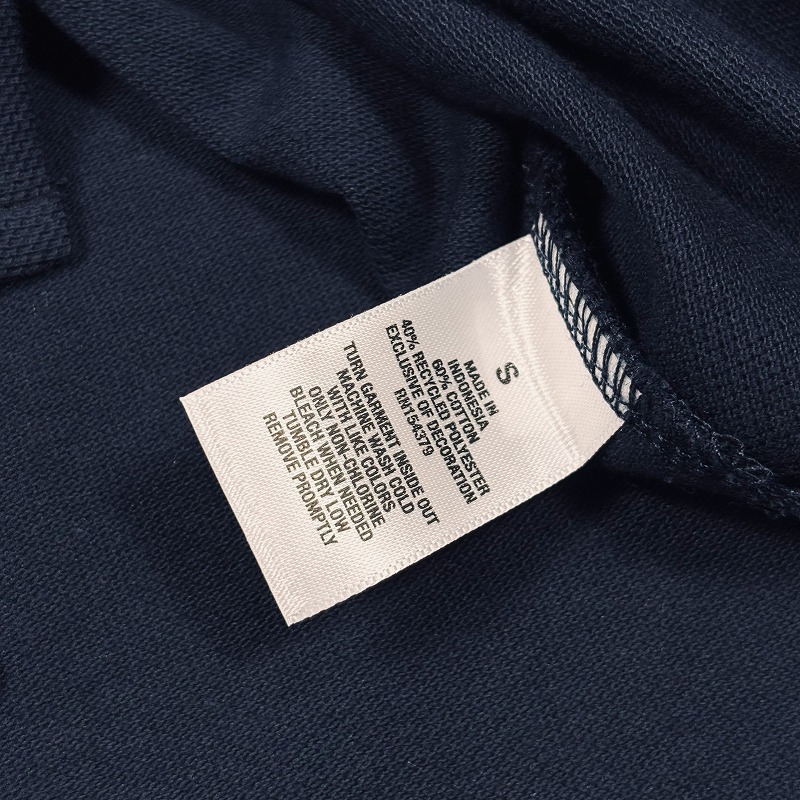 S
MADE IN
INDONESIA
60% COTTON
40% RECYCLED POLYESTER
EXCLUSIVE OF DECORATION
RN154379
TURN GARMENT INSIDE OUT
MACHINE WASH COLD
WITH LIKE COLORS
ONLY NON-CHLORINE
BLEACH WHEN NEEDED
TUMBLE DRY LOW
REMOVE PROMPTLY